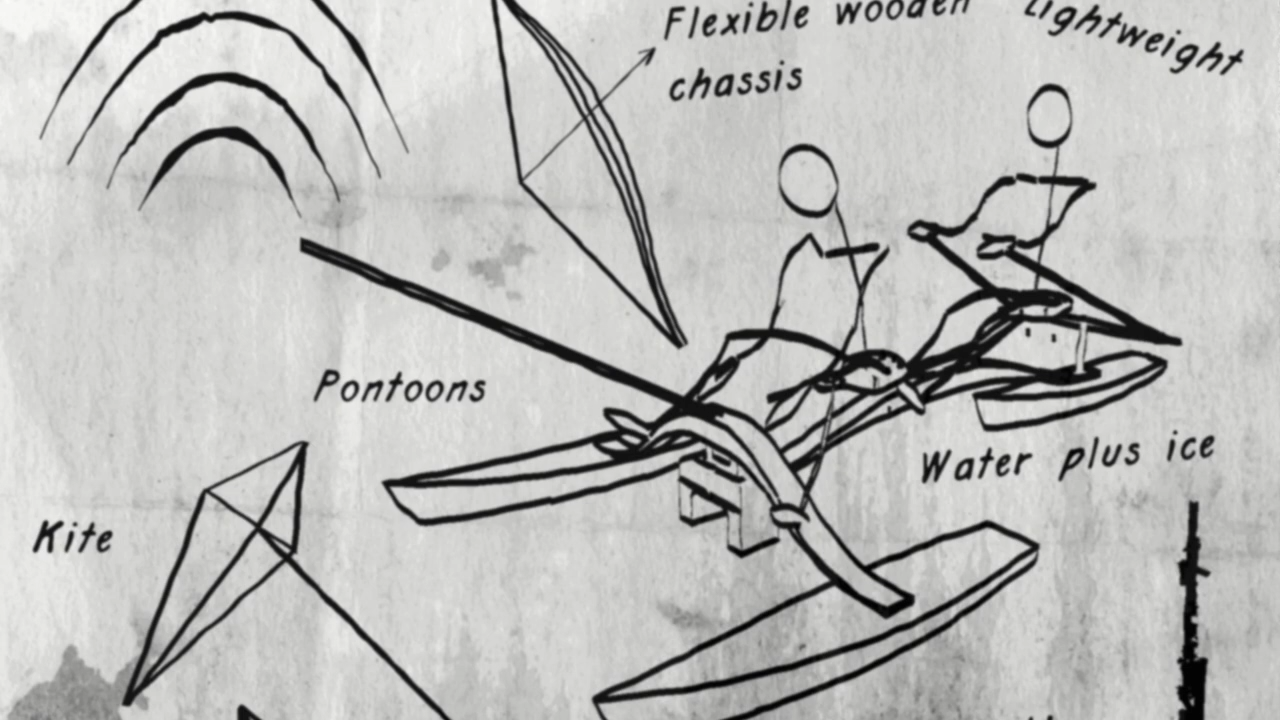 Flexible wooden
chassis
Lightweight
Pontoons
Water plus ice
Kite